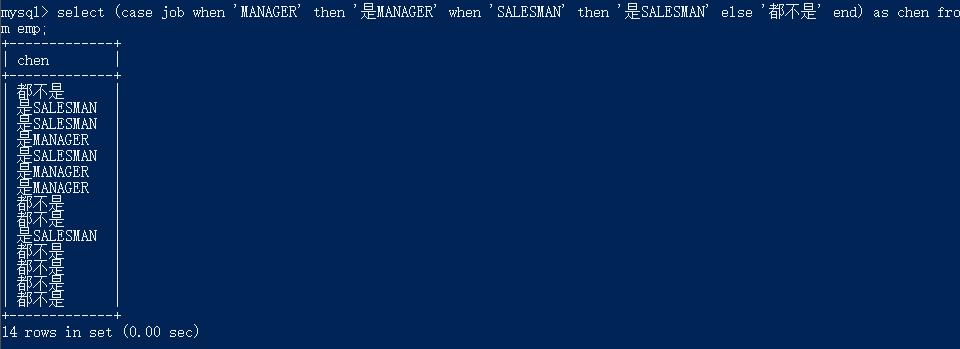 mysql> select (case job when 'MANAGER' then '是MANAGER' when 'SALESMAN' then '是SALESMAN' else '都不是' end) as chen fro
m emp;
+-------------+
| chen        |
+-------------+
| 都不是      |
| 是SALESMAN  |
| 是SALESMAN  |
| 是MANAGER   |
| 是SALESMAN  |
| 是MANAGER   |
| 是MANAGER   |
| 都不是      |
| 都不是      |
| 是SALESMAN  |
| 都不是      |
| 都不是      |
| 都不是      |
| 都不是      |
+-------------+
14 rows in set (0.00 sec)